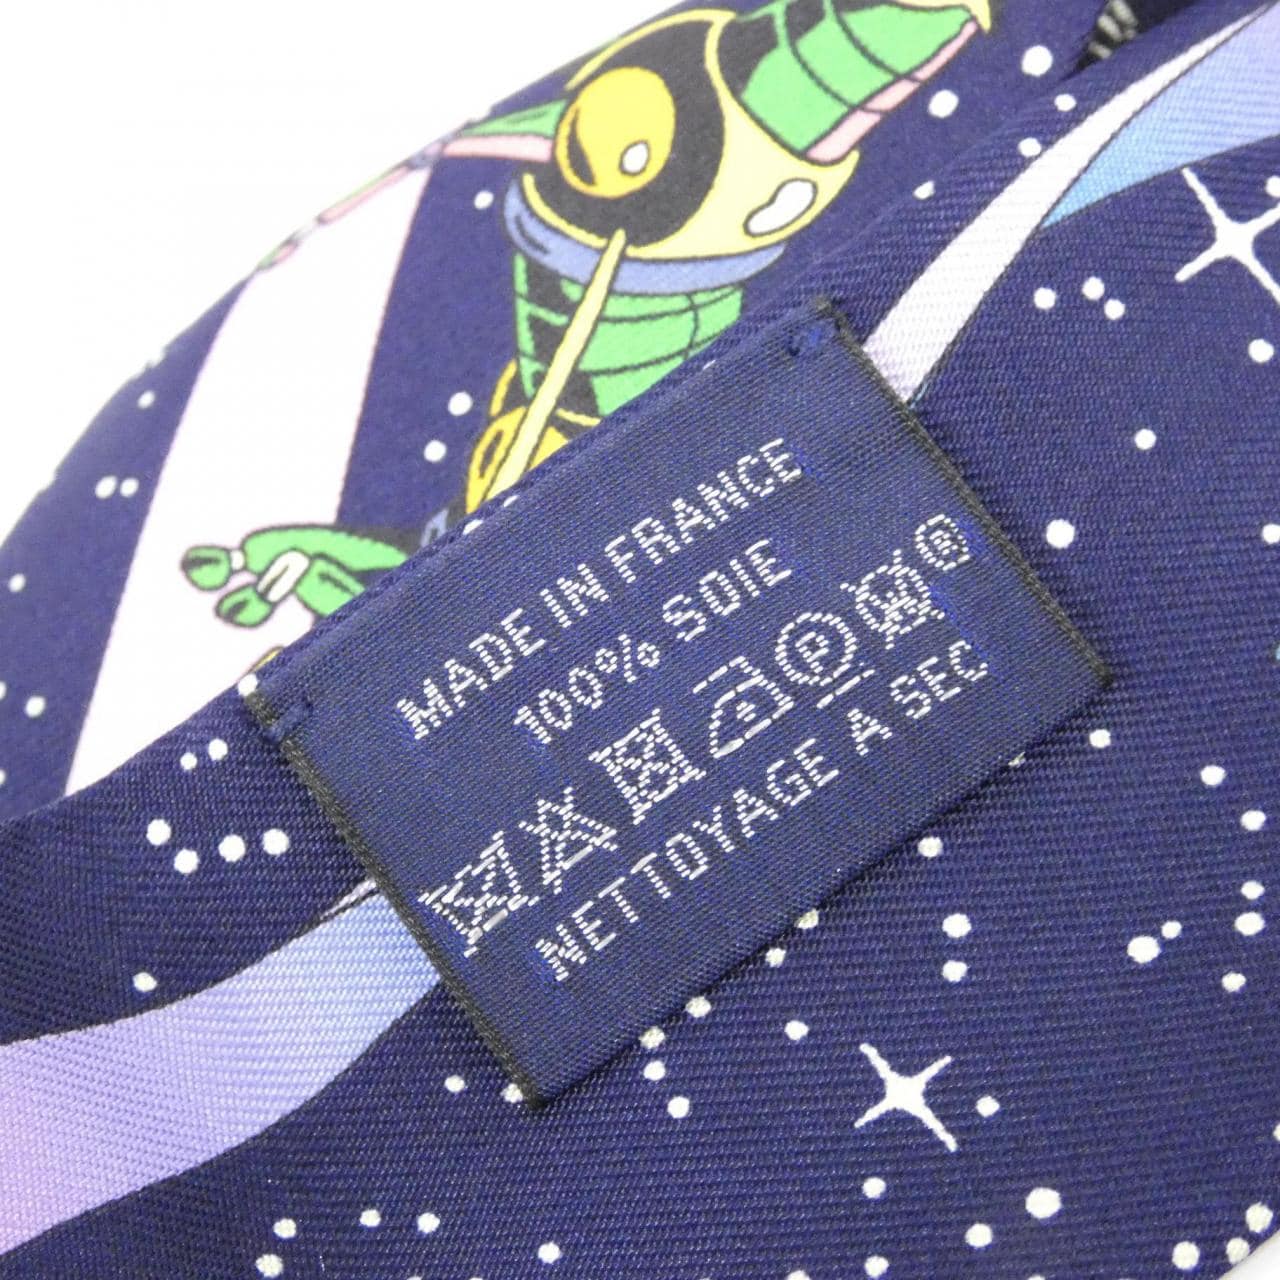 MADE IN FRANCE
100% SOIE
P ®
NETTOYAGE A SEC